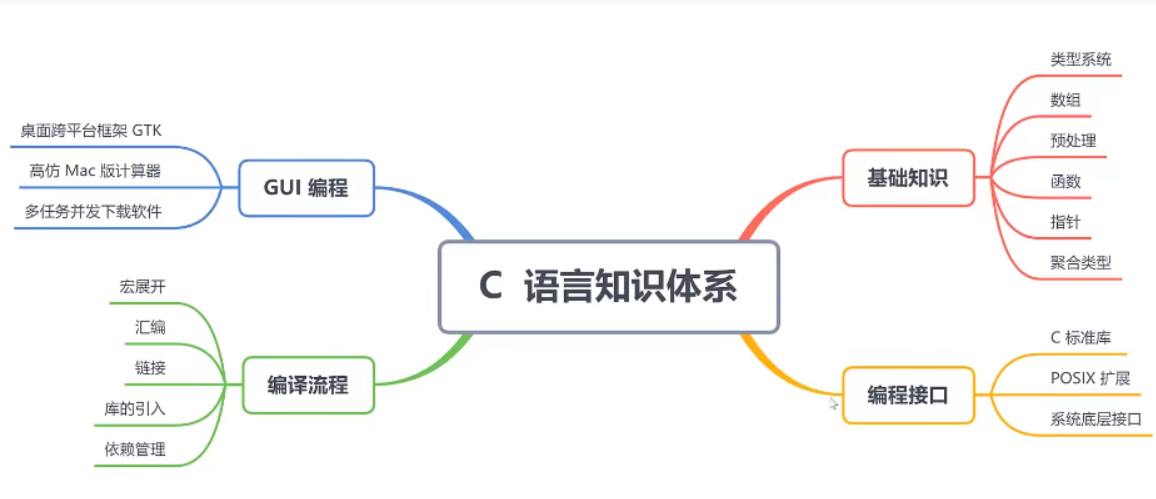 C 语言知识体系
基础知识
类型系统
数组
预处理
函数
指针
聚合类型
编程接口
C 标准库
POSIX 扩展
系统底层接口
GUI 编程
桌面跨平台框架 GTK
高仿 Mac 版计算器
多任务并发下载软件
编译流程
宏展开
汇编
链接
库的引入
依赖管理